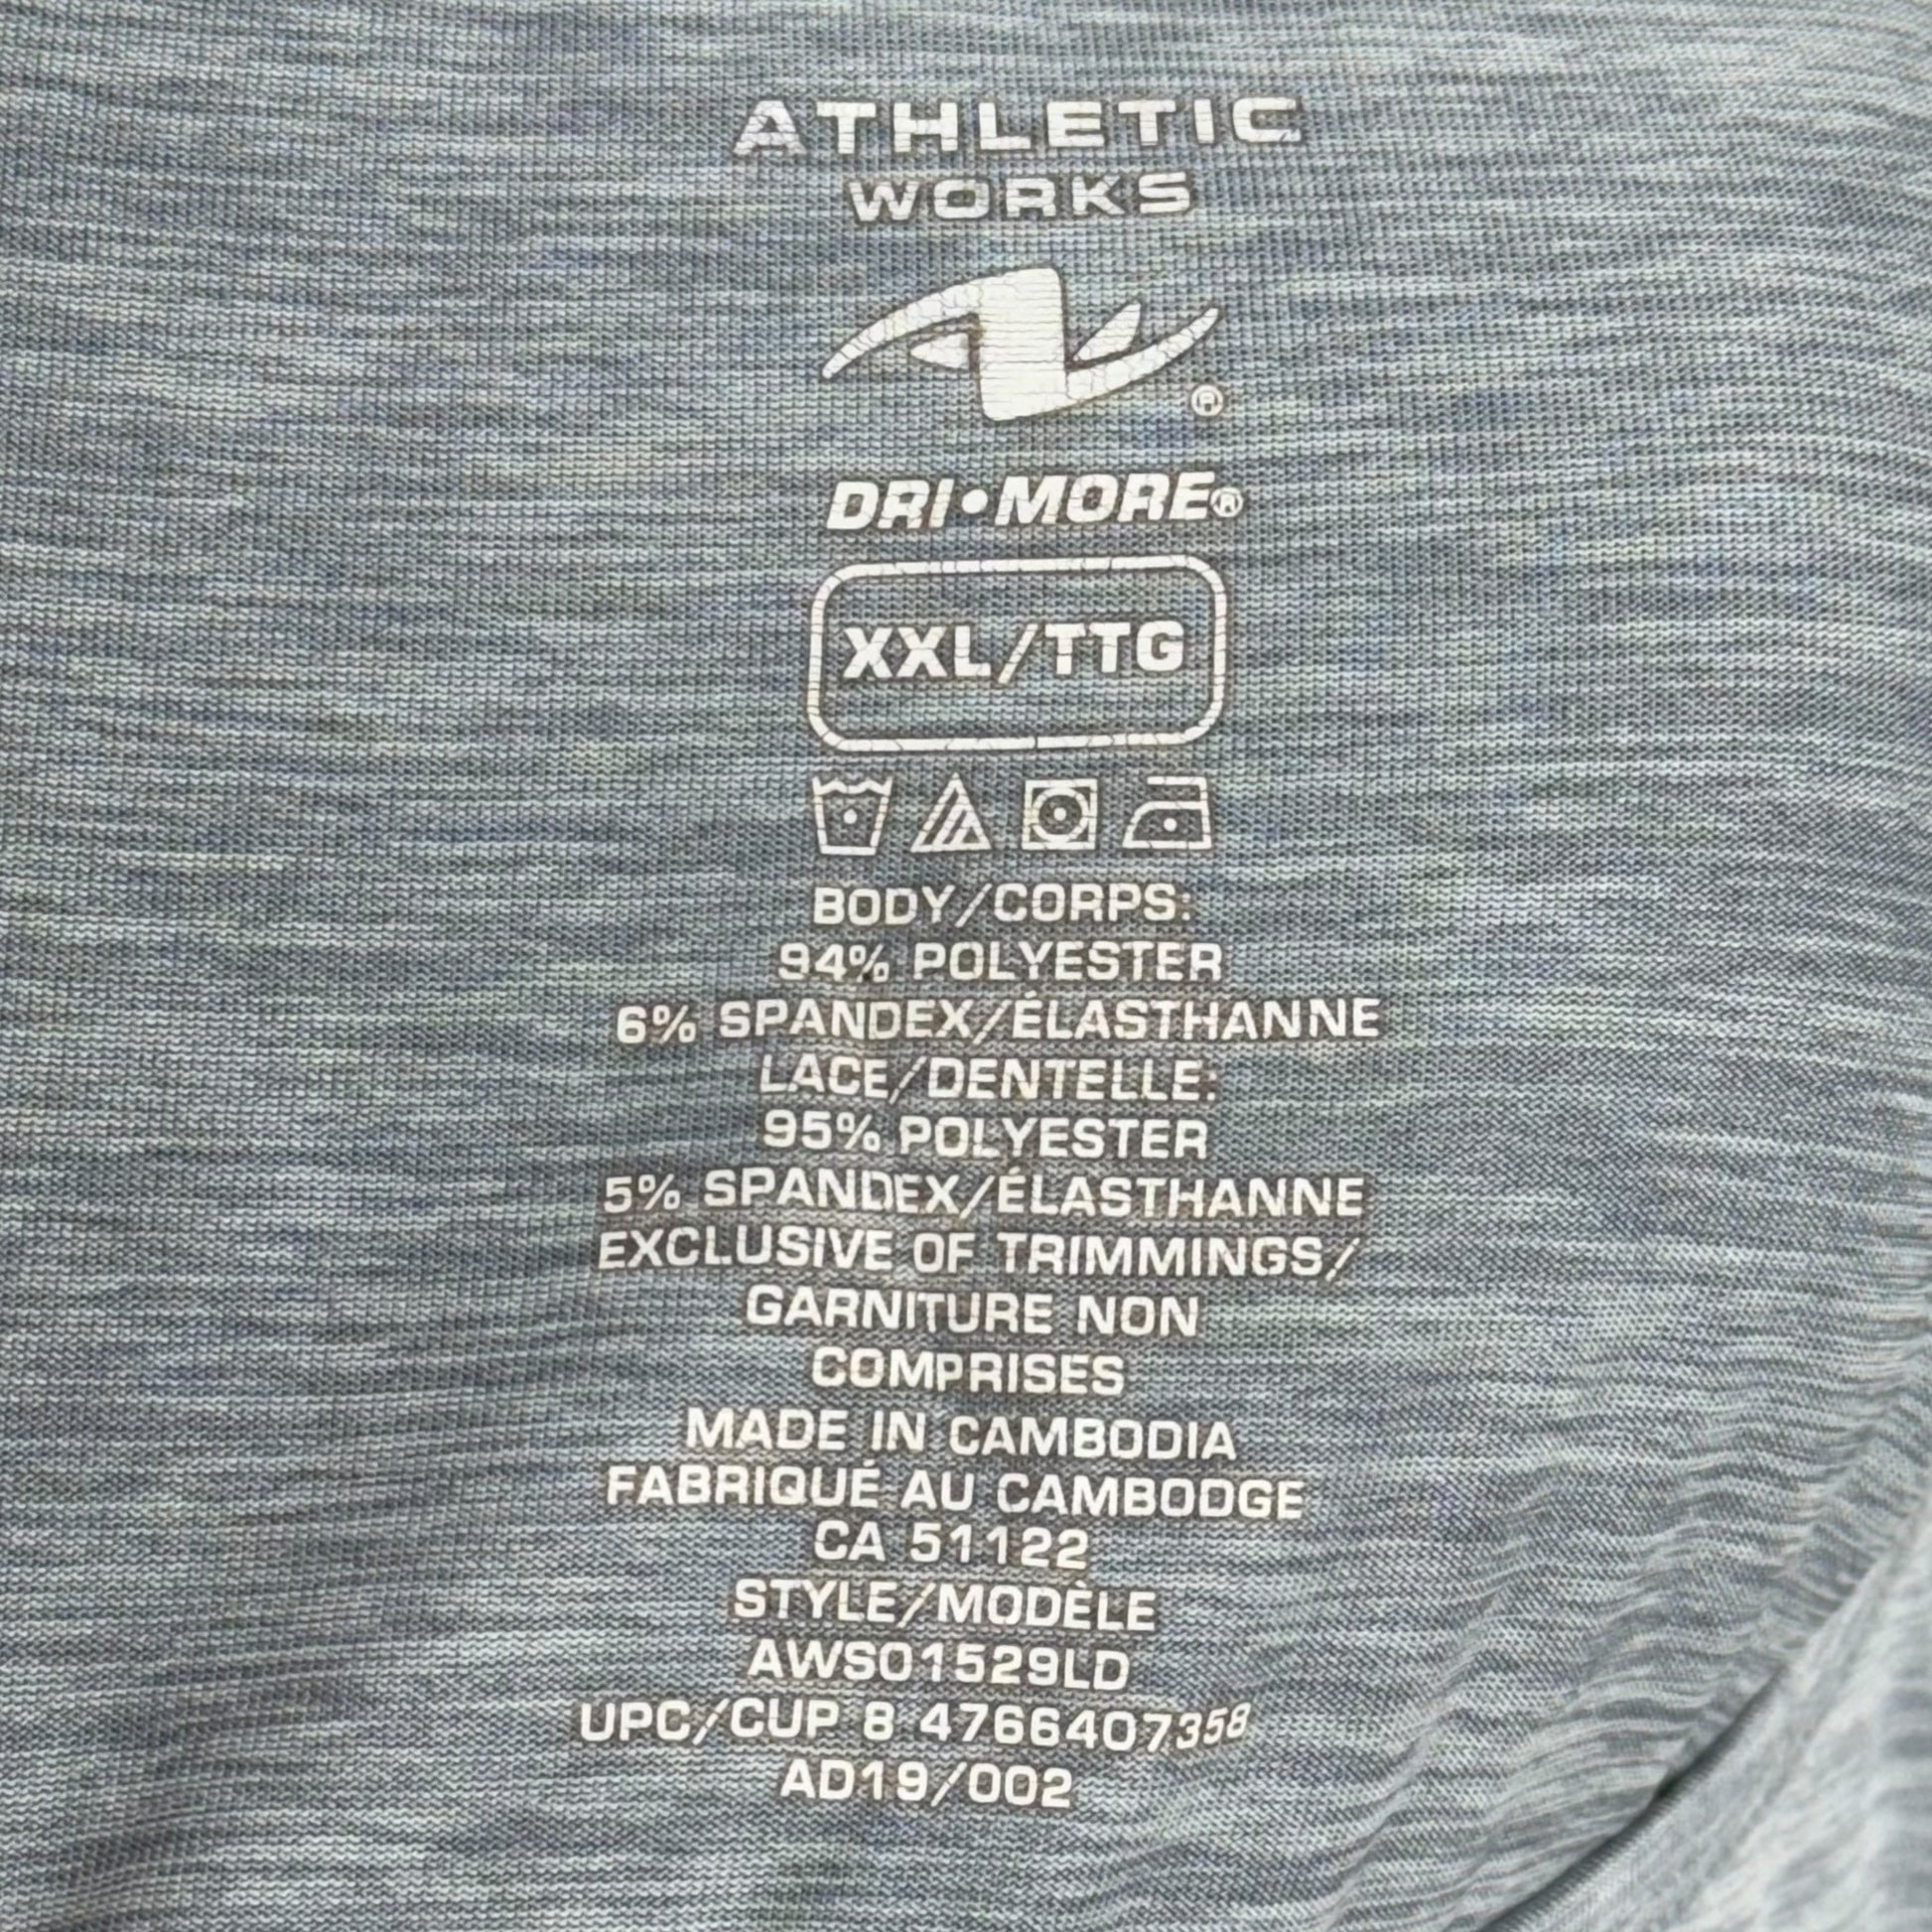 ATHLETIC
WORKS
®
DRI•MORE®
XXL/TTG
BODY/CORPS:
94% POLYESTER
6% SPANDEX/ÉLASTHANNE
LACE/DENTELLE:
95% POLYESTER
5% SPANDEX/ÉLASTHANNE
EXCLUSIVE OF TRIMMINGS/
GARNITURE NON
COMPRISES
MADE IN CAMBODIA
FABRIQUÉ AU CAMBODGE
CA 51122
STYLE/MODÈLE
AWS01529LD
UPC/CUP 8 4766407358
AD19/002